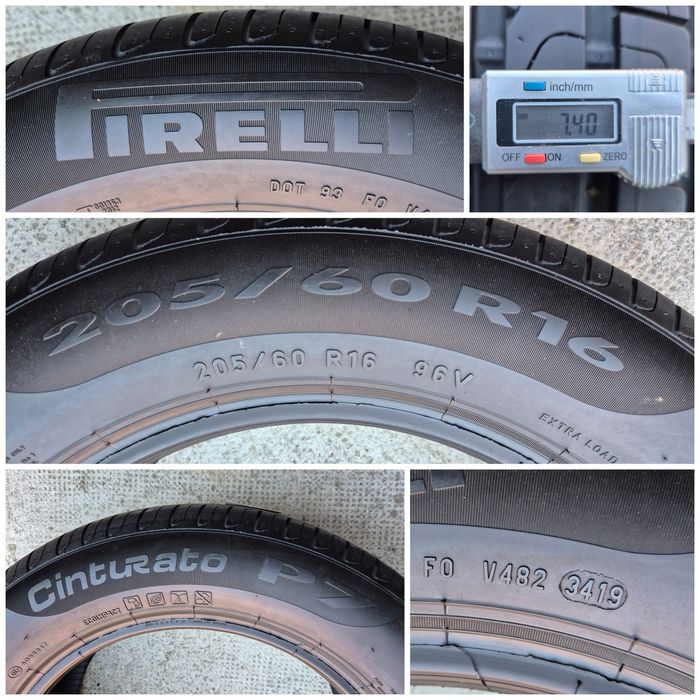 PIRELLI
DOT 93 F0
inch/mm
7.40
OFF ON ZERO
205/60 R16
205/60 R16 96V
EXTRA LOAD
Cinturato P7
F0 V482 3419